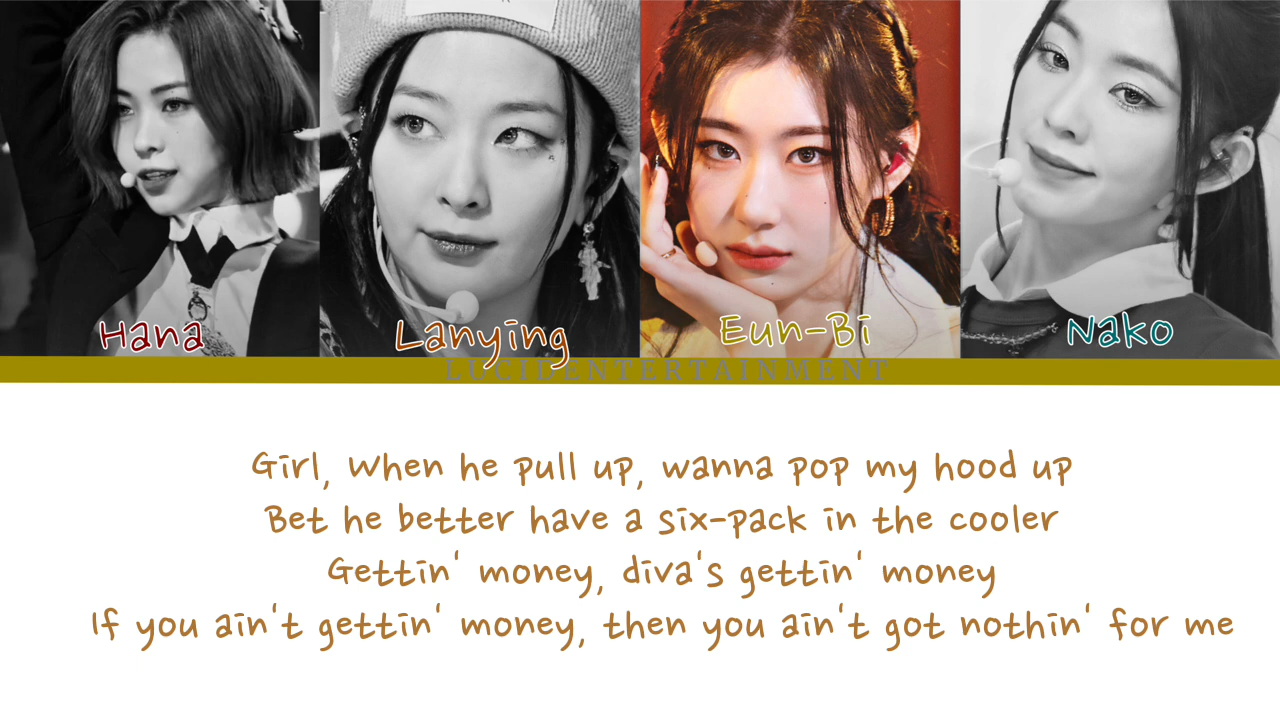 Hana
Lanying
Eun-Bi
Nako
LUCIDENTERTAINMENT
Girl, When he pull up, wanna pop my hood up
Bet he better have a six-pack in the cooler
Gettin' money, diva's gettin' money
If you ain't gettin' money, then you ain't got nothin' for me